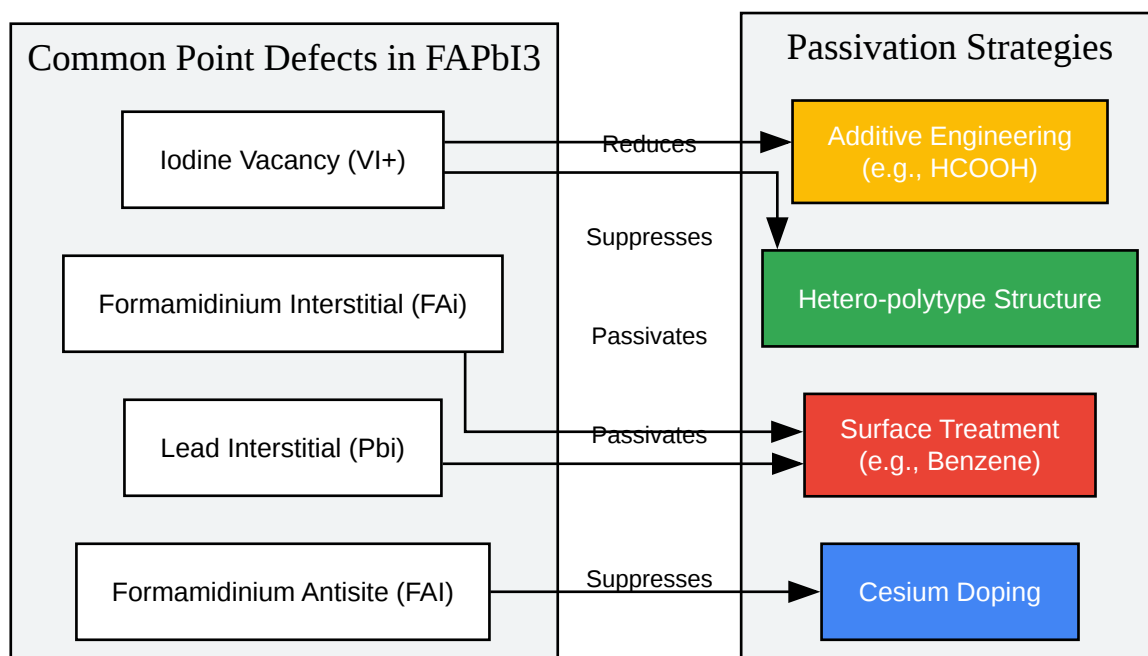 Common Point Defects in FAPbI3
Iodine Vacancy (VI+)
Formamidinium Interstitial (FAi)
Lead Interstitial (Pbi)
Formamidinium Antisite (FAI)
Reduces
Suppresses
Passivates
Passivates
Suppresses
Passivation Strategies
Additive Engineering
(e.g., HCOOH)
Hetero-polytype Structure
Surface Treatment
(e.g., Benzene)
Cesium Doping